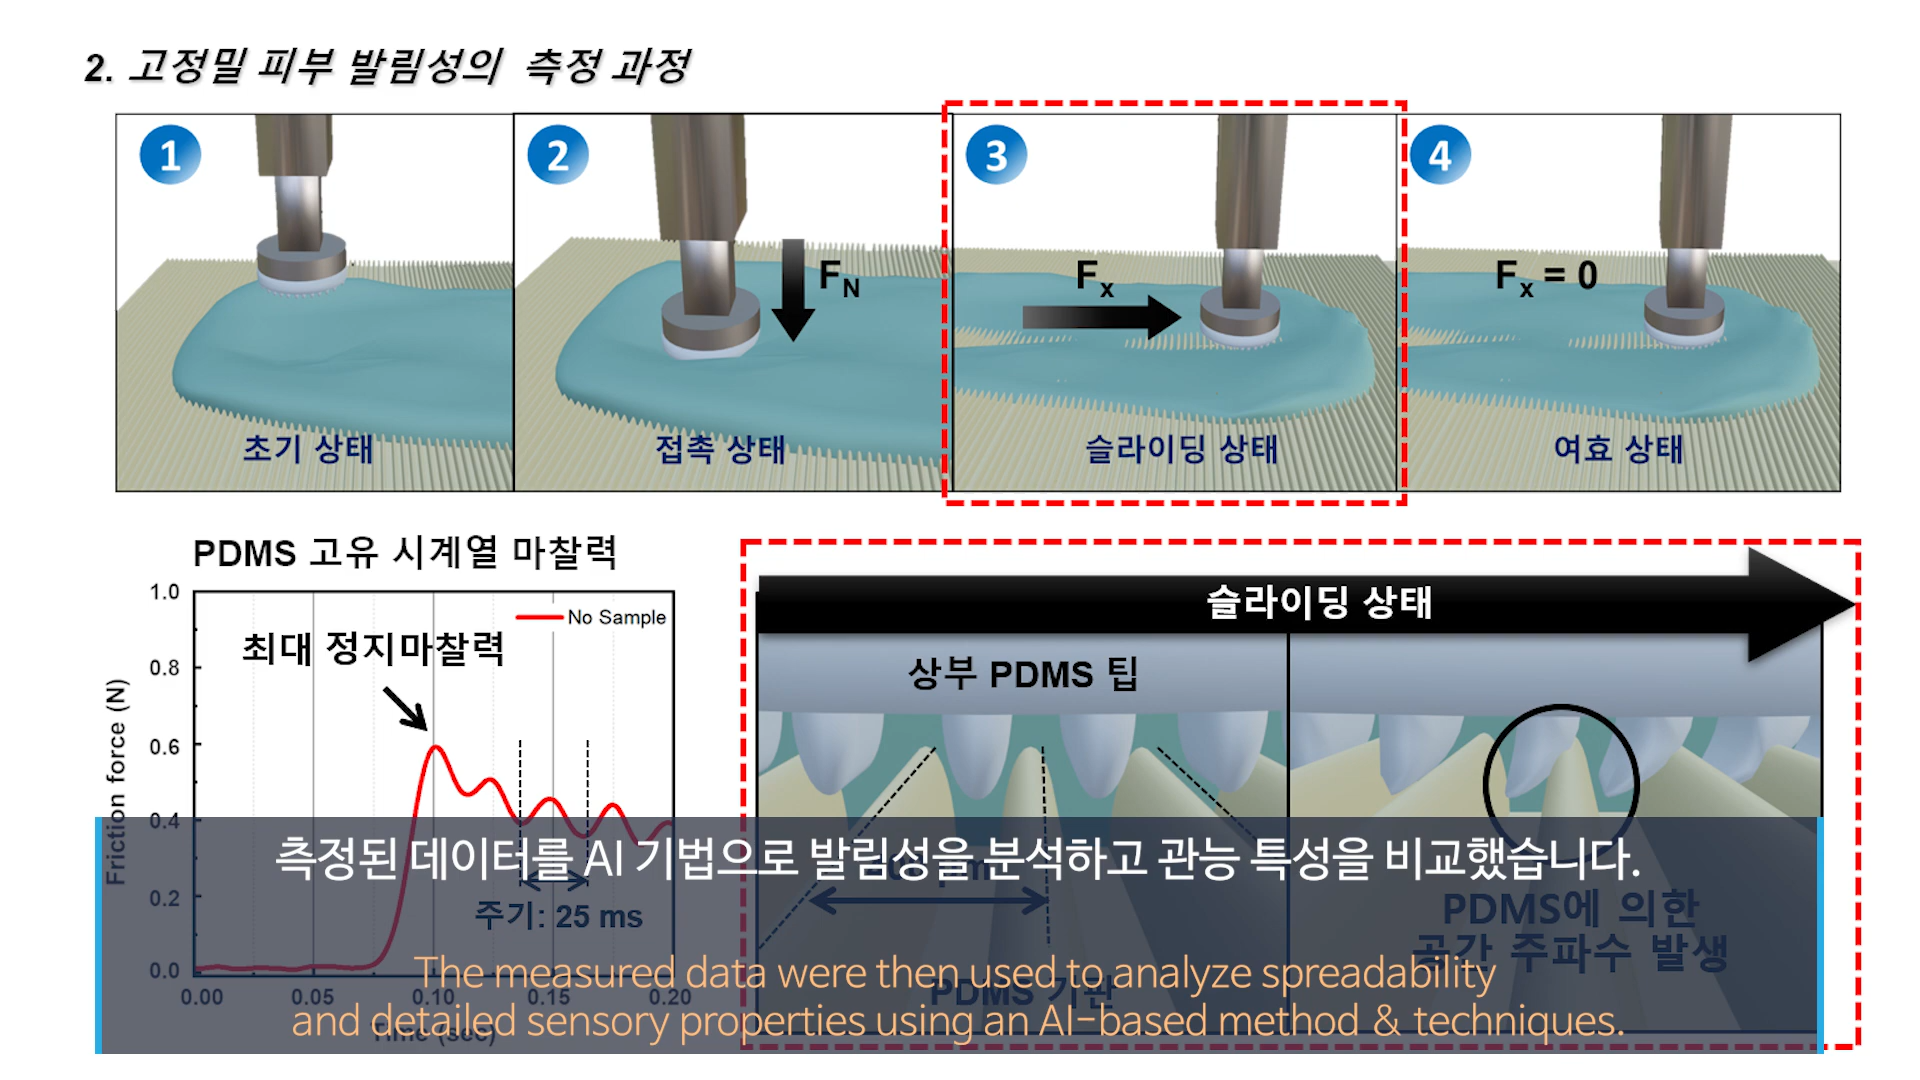 2. 고정밀 피부 발림성의 측정 과정
1
2
3
4
F_N
F_x
F_x = 0
초기 상태
접촉 상태
슬라이딩 상태
여효 상태
PDMS 고유 시계열 마찰력
1.0
0.8
0.6
0.4
0.2
0.0
Friction force (N)
No Sample
최대 정지마찰력
주기: 25 ms
0.00
0.05
0.10
0.15
0.20
Time (sec)
슬라이딩 상태
상부 PDMS 팁
PDMS 기판
PDMS에 의한
공간 주파수 발생
측정된 데이터를 AI 기법으로 발림성을 분석하고 관능 특성을 비교했습니다.
The measured data were then used to analyze spreadability
and detailed sensory properties using an AI-based method & techniques.